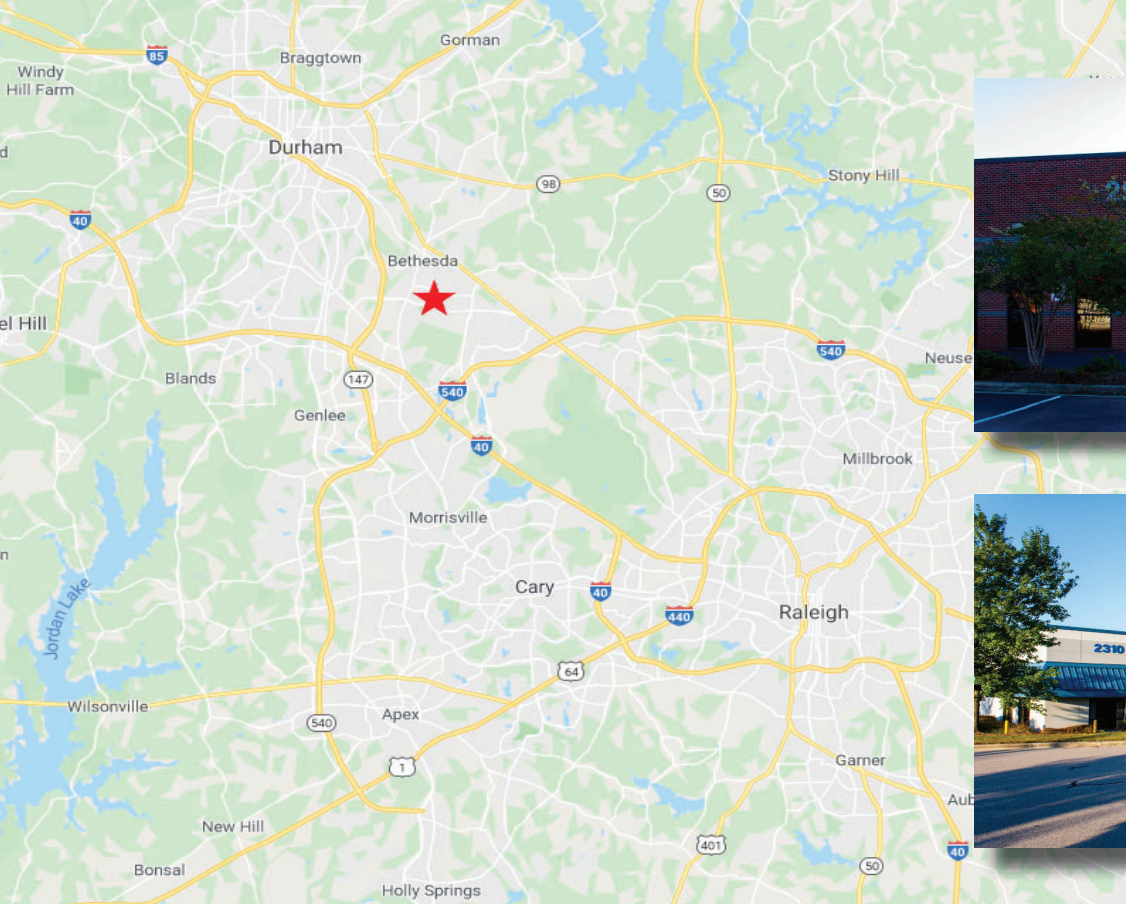 85
Braggtown
Gorman
Windy
Hill Farm
Durham
98
Stony Hill
50
40
Bethesda
el Hill
540
Neuse
147
Blands
540
Genlee
40
Millbrook
Morrisville
Cary
40
440
Raleigh
Jordan Lake
2310
64
Wilsonville
Apex
540
1
Garner
Aub
New Hill
401
40
50
Bonsal
Holly Springs